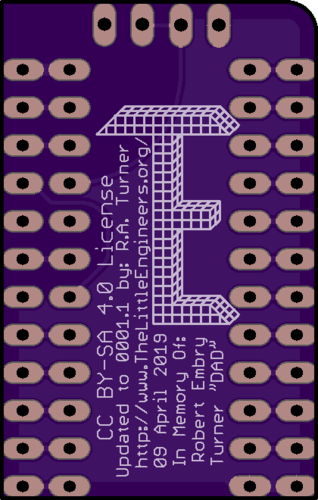 CC BY-SA 4.0 License
Updated to 0001.1 by: R.A. Turner
http://www.TheLittleEngineers.org/
09 April 2019
In Memory Of:
Robert Embry
Turner "DAD"